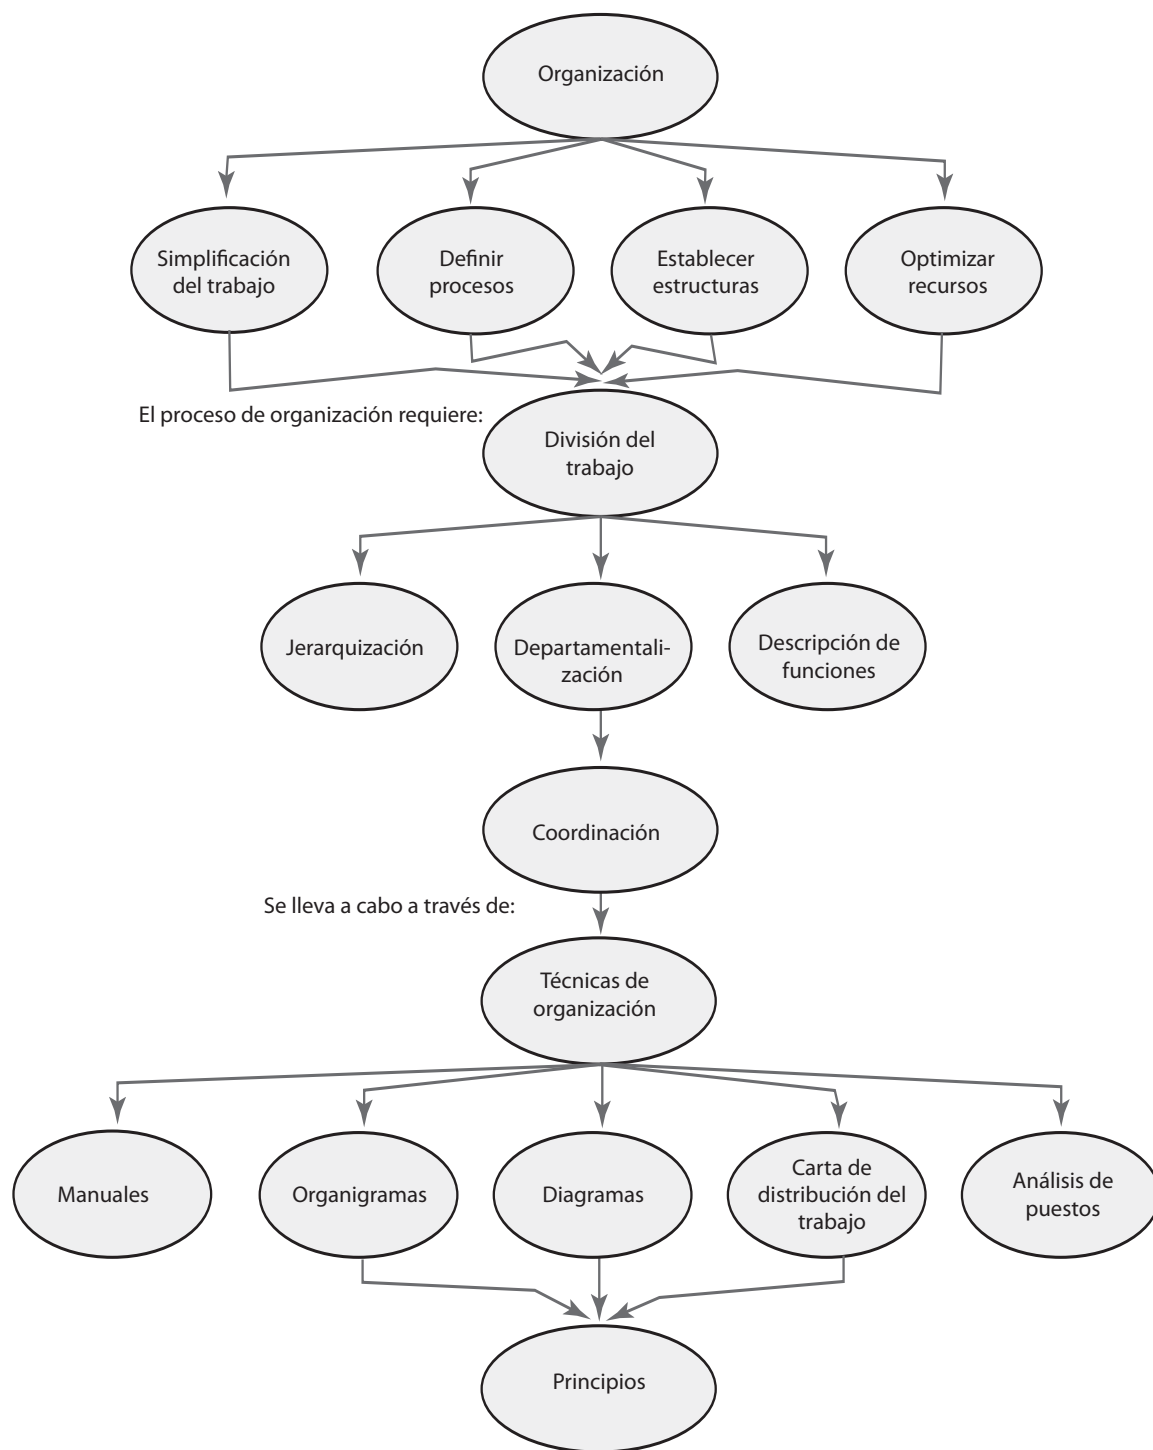 Organización
Simplificación
del trabajo
Definir
procesos
Establecer
estructuras
Optimizar
recursos
El proceso de organización requiere:
División del
trabajo
Jerarquización
Departamentali-
zación
Descripción de
funciones
Coordinación
Se lleva a cabo a través de:
Técnicas de
organización
Manuales
Organigramas
Diagramas
Carta de
distribución del
trabajo
Análisis de
puestos
Principios